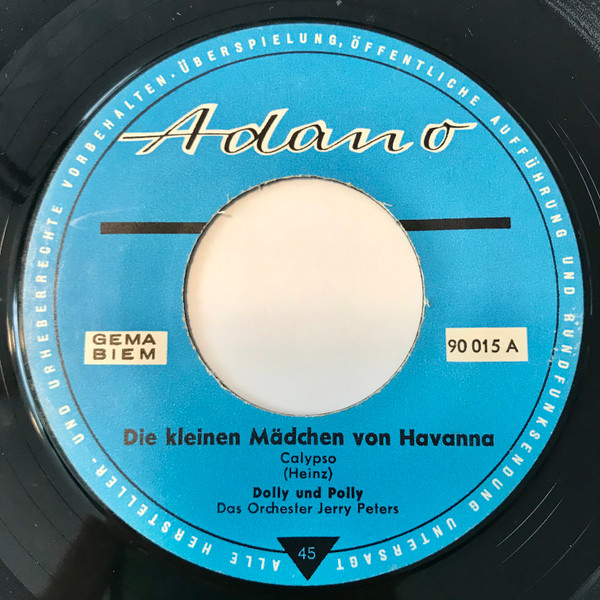 ALLE HERSTELLER- UND URHEBERRECHTE VORBEHALTEN. ÜBERSPIELUNG, ÖFFENTLICHE AUFFÜHRUNG UND RUNDFUNKSENDUNG UNTERSAGT
Adano
GEMA
BIEM
90 015 A
Die kleinen Mädchen von Havanna
Calypso
(Heinz)
Dolly und Polly
Das Orchester Jerry Peters
45